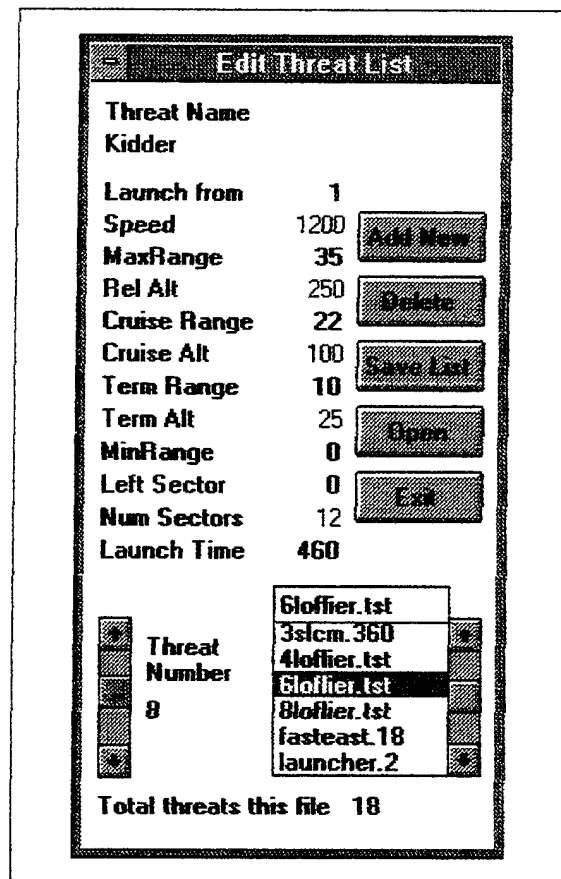 Edit Threat List
Threat Name
Kidder
Launch from 1
Speed 1200
MaxRange 35
Rel Alt 250
Cruise Range 22
Cruise Alt 100
Term Range 10
Term Alt 25
MinRange 0
Left Sector 0
Num Sectors 12
Launch Time 460
Add New
Delete
Save List
Open
Exit
Threat
Number
8
6loffier.tst
3slcm.360
4loffier.tst
6loffier.tst
8loflier.tst
fasteast.18
launcher.2
Total threats this file 18